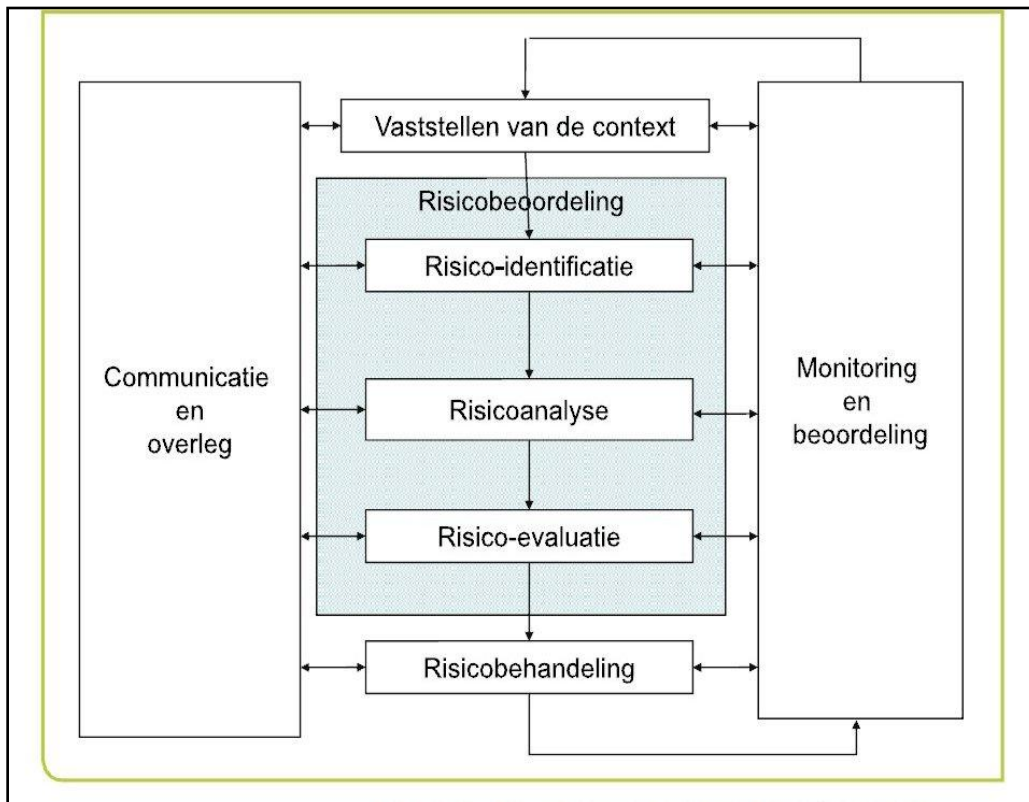 Vaststellen van de context
Risicobeoordeling
Risico-identificatie
Communicatie
en
overleg
Risicoanalyse
Monitoring
en
beoordeling
Risico-evaluatie
Risicobehandeling